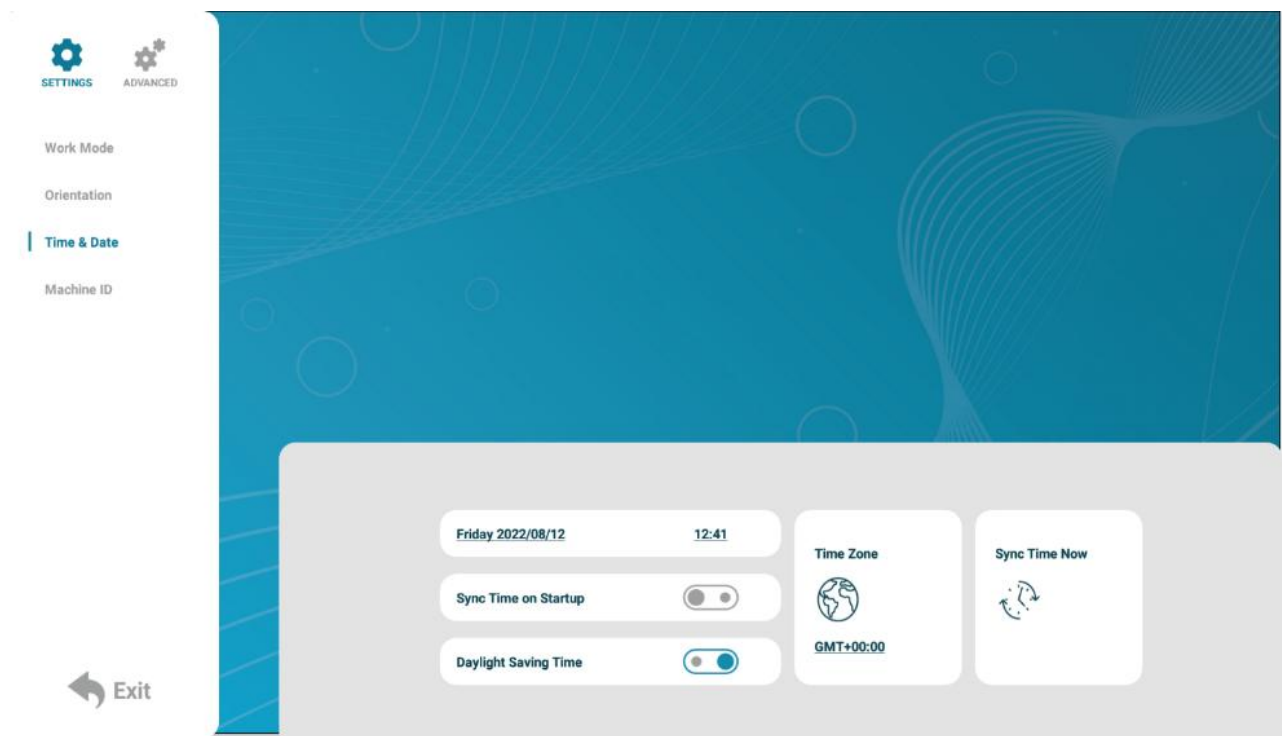 SETTINGS
ADVANCED
Work Mode
Orientation
Time & Date
Machine ID
Friday 2022/08/12
12:41
Sync Time on Startup
Daylight Saving Time
Time Zone
GMT+00:00
Sync Time Now
Exit